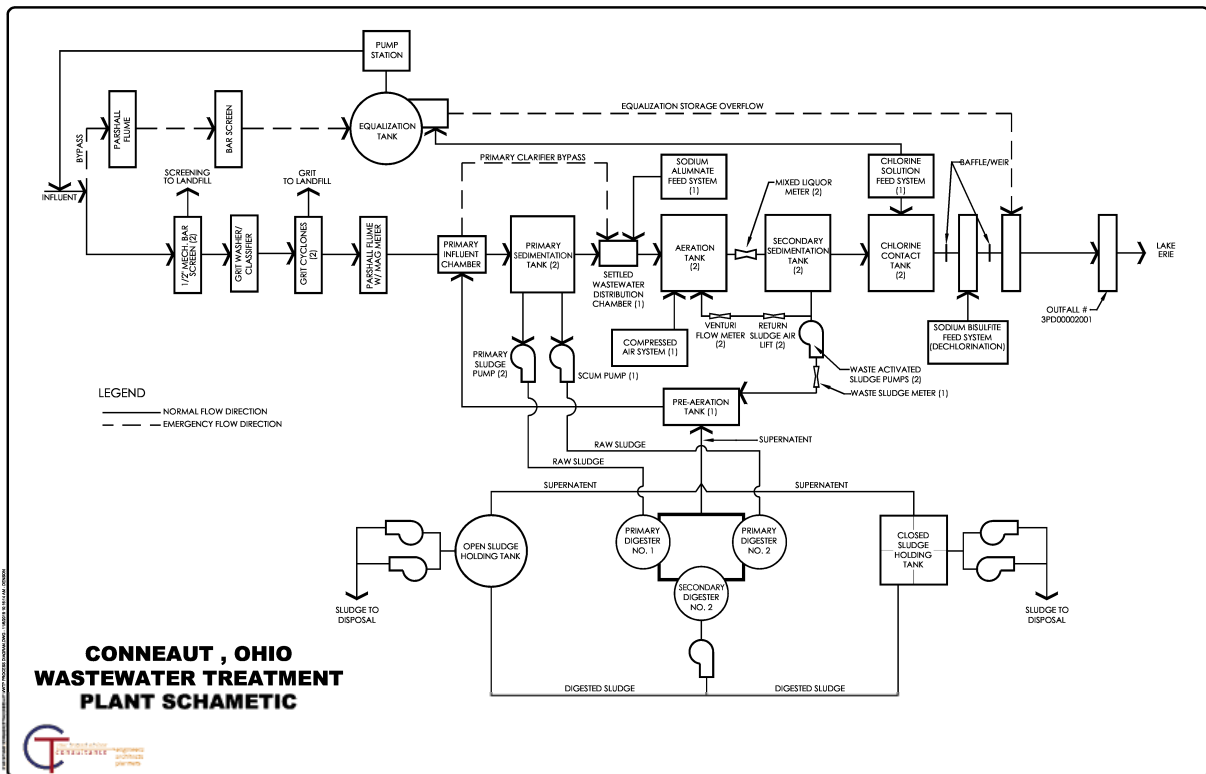 PUMP
STATION
EQUALIZATION STORAGE OVERFLOW
BYPASS
PARSHALL
FLUME
BAR SCREEN
EQUALIZATION
TANK
SCREENING
TO LANDFILL
GRIT
TO LANDFILL
PRIMARY CLARIFIER BYPASS
SODIUM
ALUMNATE
FEED SYSTEM
(1)
MIXED LIQUOR
METER (2)
CHLORINE
SOLUTION
FEED SYSTEM
(1)
BAFFLE/WEIR
INFLUENT
1/2" MECH. BAR
SCREEN (2)
GRIT WASHER/
CLASSIFIER
GRIT CYCLONES
(2)
PARSHALL FLUME
W/ MAG METER
PRIMARY
INFLUENT
CHAMBER
PRIMARY
SEDIMENTATION
TANK (2)
SETTLED
WASTEWATER
DISTRIBUTION
CHAMBER (1)
AERATION
TANK
(2)
SECONDARY
SEDIMENTATION
TANK
(2)
CHLORINE
CONTACT
TANK
(2)
LAKE
ERIE
OUTFALL #
3PD00002001
COMPRESSED
AIR SYSTEM (1)
VENTURI
FLOW METER
(2)
RETURN
SLUDGE AIR
LIFT (2)
SODIUM BISULFITE
FEED SYSTEM
(DECHLORINATION)
PRIMARY
SLUDGE
PUMP (2)
SCUM PUMP (1)
WASTE ACTIVATED
SLUDGE PUMPS (2)
WASTE SLUDGE METER (1)
LEGEND
NORMAL FLOW DIRECTION
EMERGENCY FLOW DIRECTION
PRE-AERATION
TANK (1)
SUPERNATENT
RAW SLUDGE
RAW SLUDGE
SUPERNATENT
SUPERNATENT
OPEN SLUDGE
HOLDING TANK
PRIMARY
DIGESTER
NO. 1
PRIMARY
DIGESTER
NO. 2
CLOSED
SLUDGE
HOLDING
TANK
SECONDARY
DIGESTER
NO. 2
SLUDGE TO
DISPOSAL
SLUDGE TO
DISPOSAL
DIGESTED SLUDGE
DIGESTED SLUDGE
CONNEAUT , OHIO
WASTEWATER TREATMENT
PLANT SCHAMETIC
CT
CONSULTANTS
engineers
architects
planners